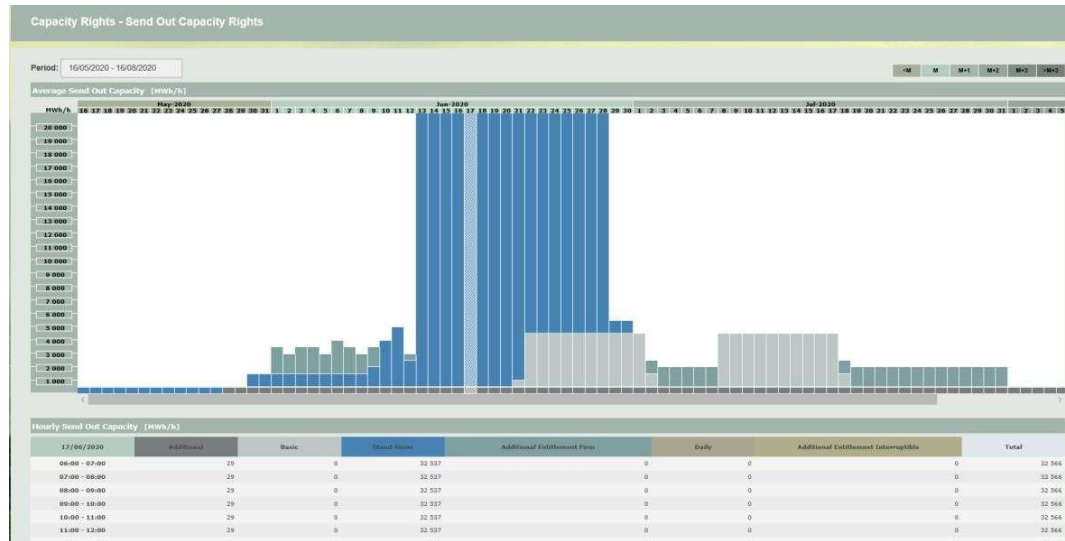 Capacity Rights - Send Out Capacity Rights
Period: 16/05/2020 - 16/08/2020
<M M M+1 M+2 M+3 >M+3
Average Send Out Capacity [MWh/h]
May-2020 Jun-2020 Jul-2020
MWh/h 16 17 18 19 20 21 22 23 24 25 26 27 28 29 30 31 1 2 3 4 5 6 7 8 9 10 11 12 13 14 15 16 17 18 19 20 21 22 23 24 25 26 27 28 29 30 1 2 3 4 5 6 7 8 9 10 11 12 13 14 15 16 17 18 19 20 21 22 23 24 25 26 27 28 29 30 31 1 2 3 4 5
20 000
19 000
18 000
17 000
16 000
15 000
14 000
13 000
12 000
11 000
10 000
9 000
8 000
7 000
6 000
5 000
4 000
3 000
2 000
1 000
Hourly Send Out Capacity [MWh/h]
17/06/2020 Additional Basic Stand Alone Additional Entitlement Firm Daily Additional Entitlement Interruptible Total
06:00 - 07:00 29 0 32 537 0 0 0 32 566
07:00 - 08:00 29 0 32 537 0 0 0 32 566
08:00 - 09:00 29 0 32 537 0 0 0 32 566
09:00 - 10:00 29 0 32 537 0 0 0 32 566
10:00 - 11:00 29 0 32 537 0 0 0 32 566
11:00 - 12:00 29 0 32 537 0 0 0 32 566